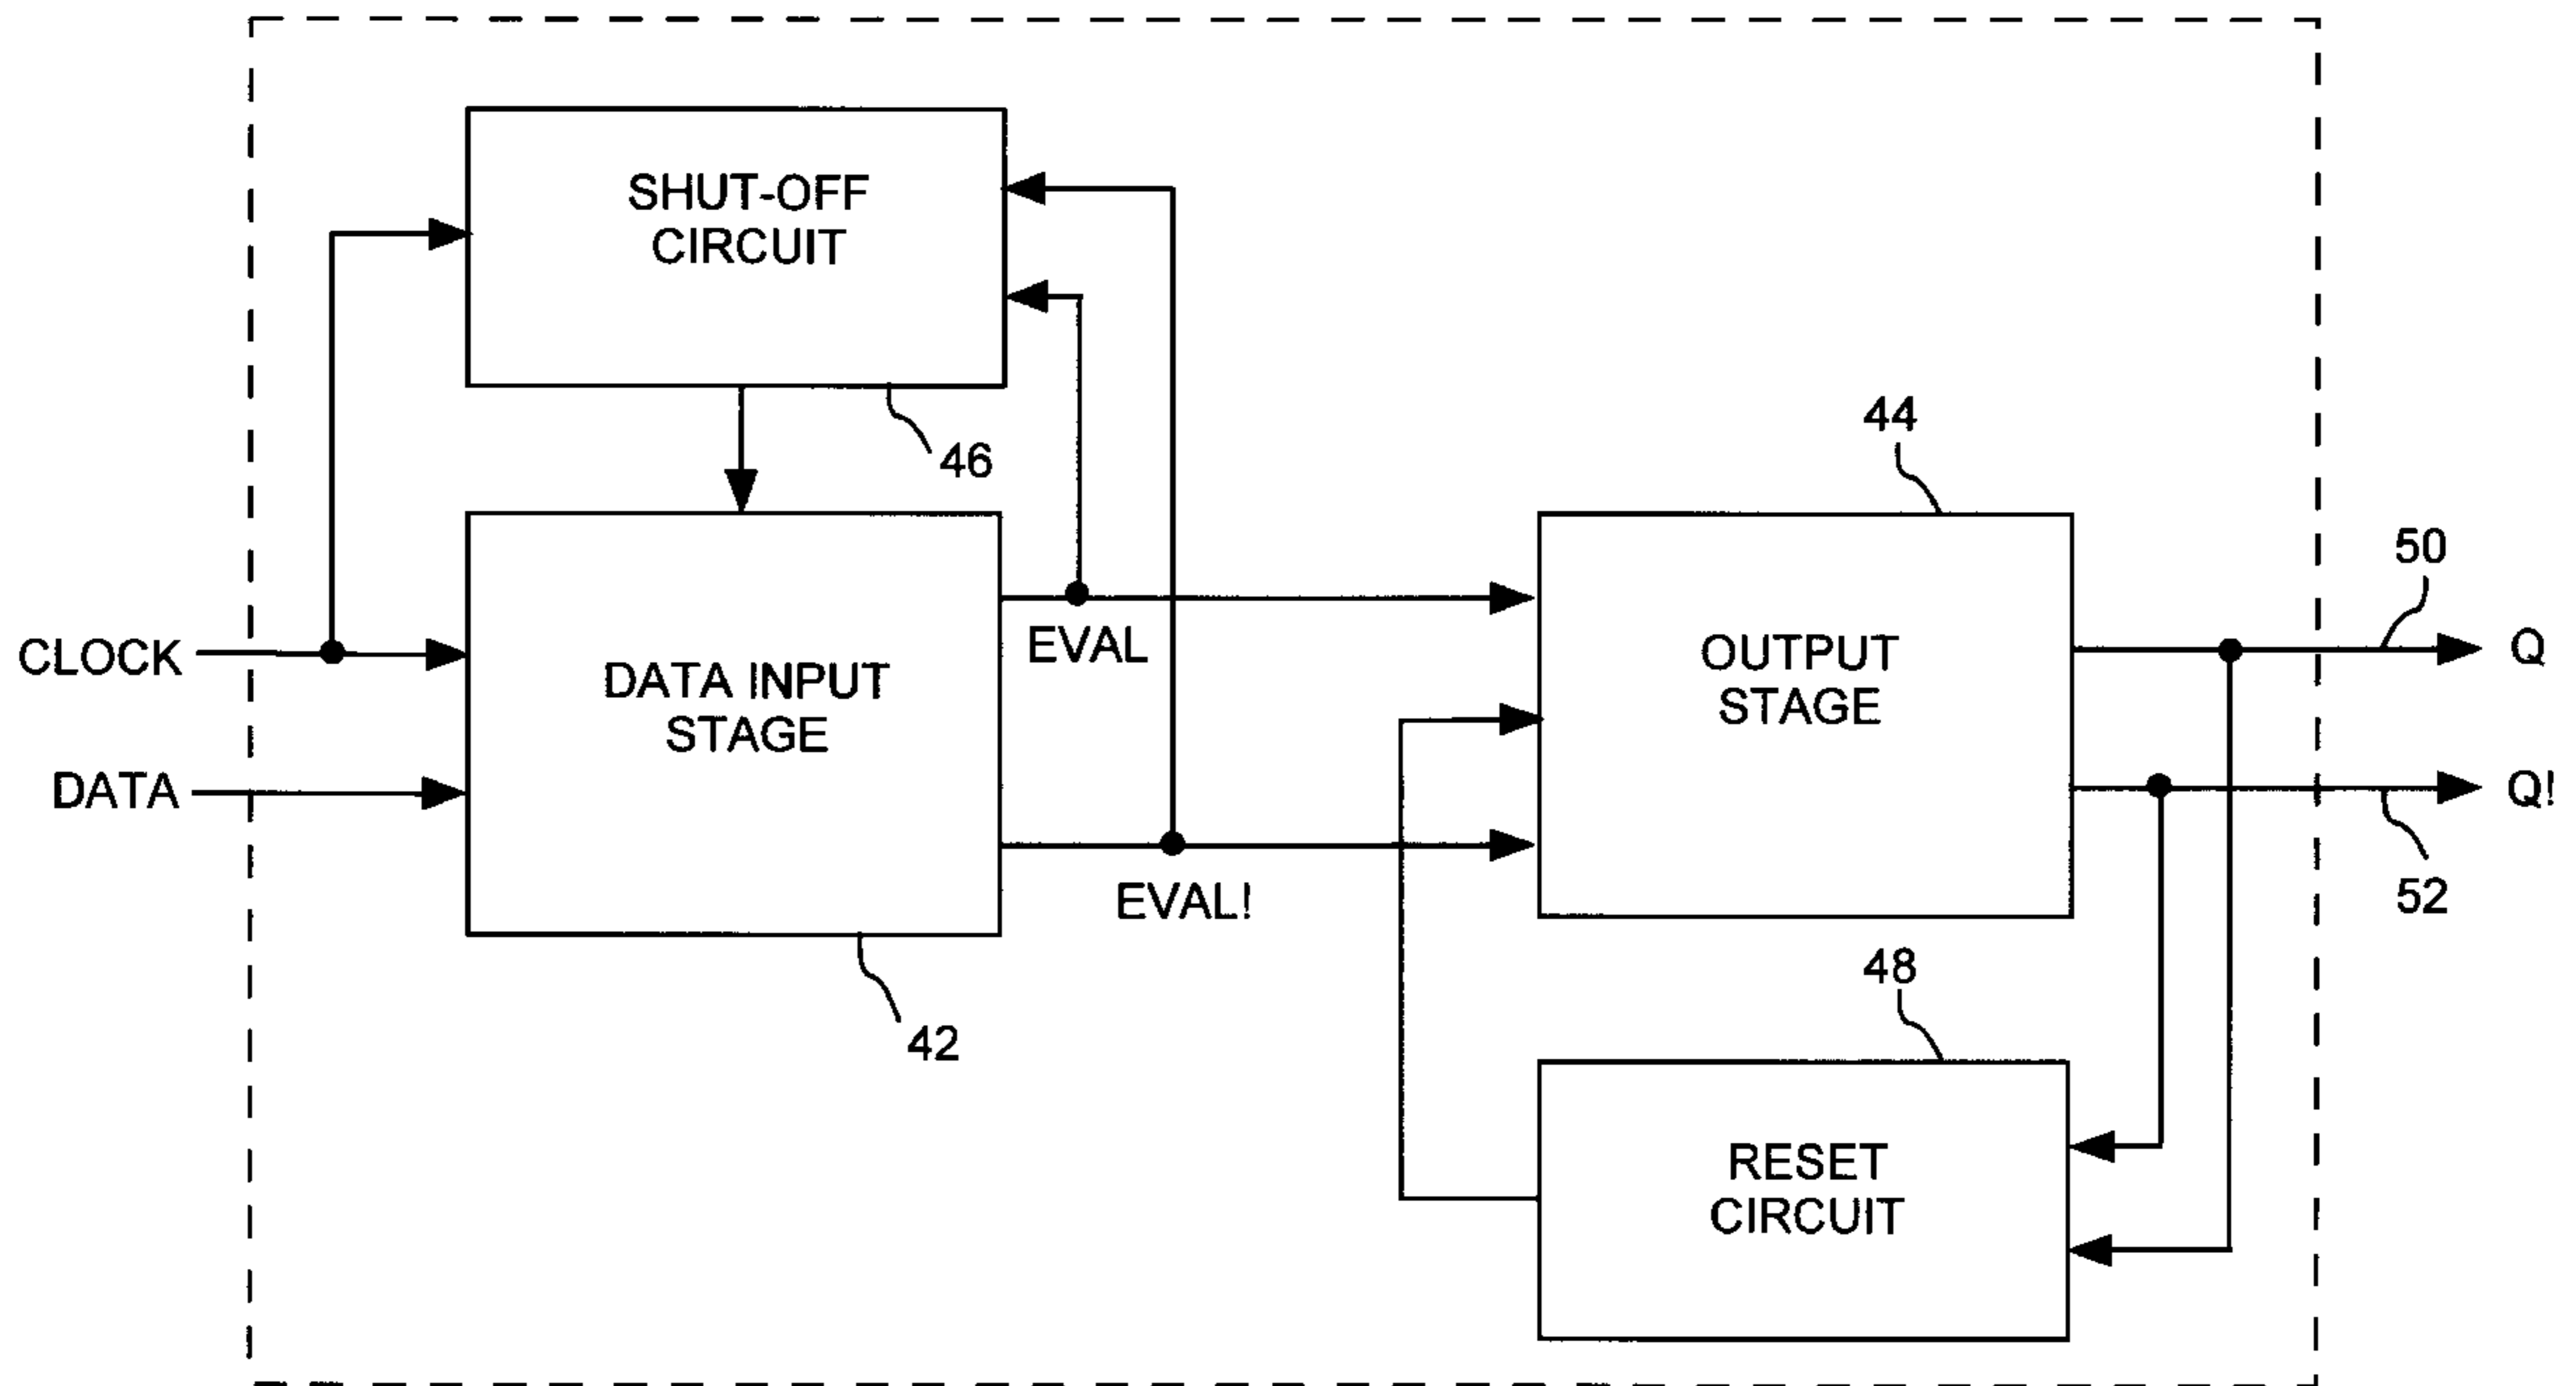 SHUT-OFF
CIRCUIT
46
44
50
CLOCK
DATA INPUT
STAGE
EVAL
OUTPUT
STAGE
Q
DATA
Q!
EVAL!
52
42
48
RESET
CIRCUIT